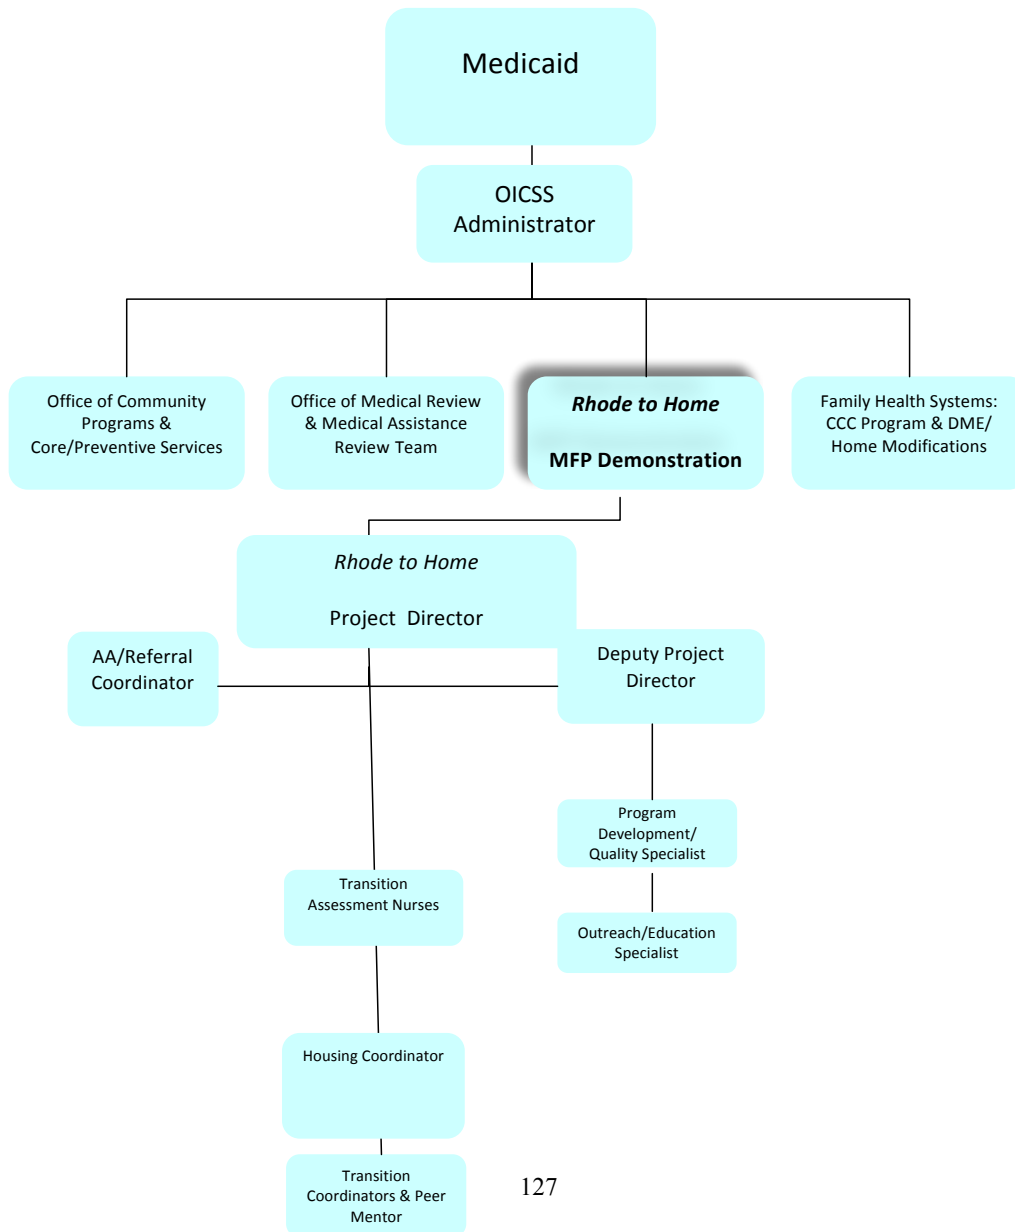 Medicaid
OICSS
Administrator
Office of Community
Programs &
Core/Preventive Services
Office of Medical Review
& Medical Assistance
Review Team
Rhode to Home
MFP Demonstration
Family Health Systems:
CCC Program & DME/
Home Modifications
Rhode to Home
Project Director
AA/Referral
Coordinator
Deputy Project
Director
Program
Development/
Quality Specialist
Transition
Assessment Nurses
Outreach/Education
Specialist
Housing Coordinator
Transition
Coordinators & Peer
Mentor
127